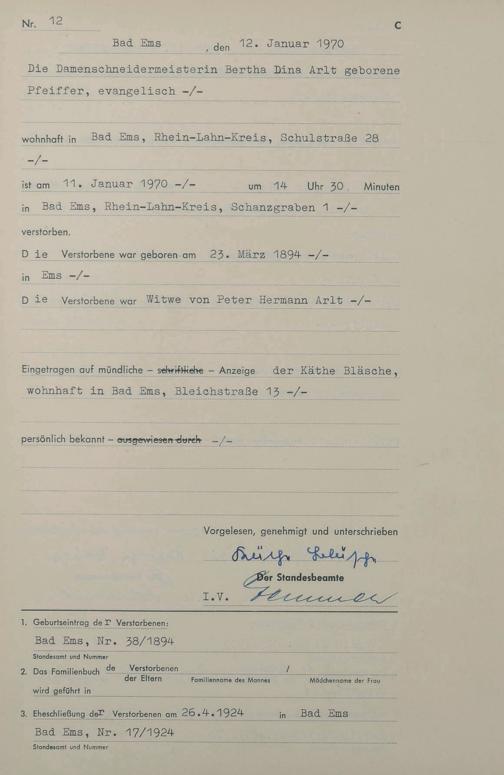 Nr. 12 C
Bad Ems, den 12. Januar 1970
Die Damenschneidermeisterin Bertha Dina Arlt geborene
Pfeiffer, evangelisch -/-
wohnhaft in Bad Ems, Rhein-Lahn-Kreis, Schulstraße 28
-/-
ist am 11. Januar 1970 -/- um 14 Uhr 30 Minuten
in Bad Ems, Rhein-Lahn-Kreis, Schanzgraben 1 -/-
verstorben.
D ie Verstorbene war geboren am 23. März 1894 -/-
in Ems -/-
D ie Verstorbene war Witwe von Peter Hermann Arlt -/-
Eingetragen auf mündliche – schriftliche – Anzeige der Käthe Bläsche,
wohnhaft in Bad Ems, Bleichstraße 13 -/-
persönlich bekannt – ausgewiesen durch -/-
Vorgelesen, genehmigt und unterschrieben
Käthe Bläsche
Der Standesbeamte
I.V.
1. Geburtseintrag de r Verstorbenen:
Bad Ems, Nr. 38/1894
Standesamt und Nummer
2. Das Familienbuch de Verstorbenen /
der Eltern Familienname des Mannes Mädchenname der Frau
wird geführt in
3. Eheschließung der Verstorbenen am 26.4.1924 in Bad Ems
Bad Ems, Nr. 17/1924
Standesamt und Nummer